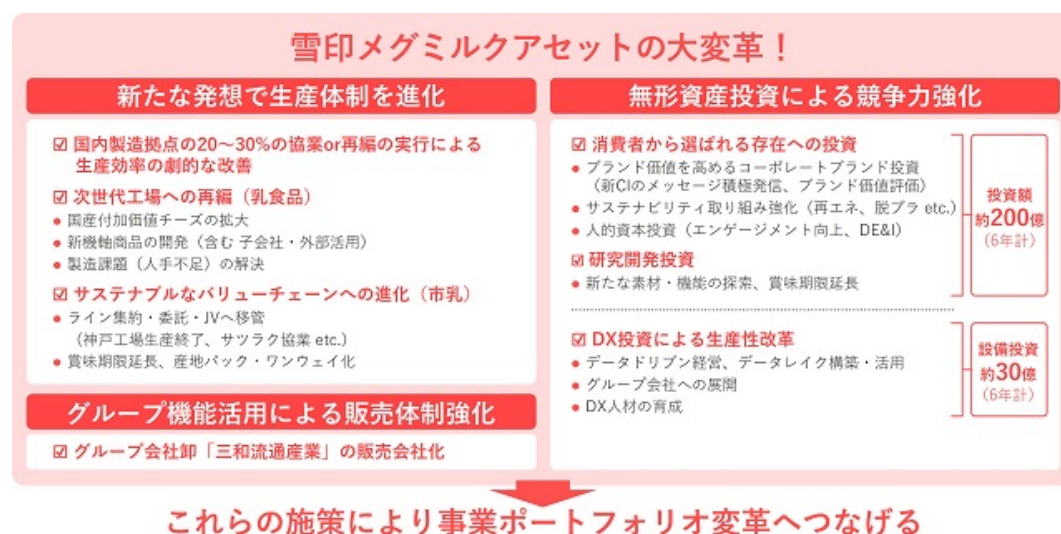 雪印メグミルクアセットの大変革！
新たな発想で生産体制を進化
☑ 国内製造拠点の20～30%の協業or再編の実行による
生産効率の劇的な改善
☑ 次世代工場への再編（乳食品）
● 国産付加価値チーズの拡大
● 新機軸商品の開発（含む 子会社・外部活用）
● 製造課題（人手不足）の解決
☑ サステナブルなバリューチェーンへの進化（市乳）
● ライン集約・委託・JVへ移管
（神戸工場生産終了、サツラク協業 etc.）
● 賞味期限延長、産地パック・ワンウェイ化
グループ機能活用による販売体制強化
☑ グループ会社卸「三和流通産業」の販売会社化
無形資産投資による競争力強化
☑ 消費者から選ばれる存在への投資
● ブランド価値を高めるコーポレートブランド投資
（新CIのメッセージ積極発信、ブランド価値評価）
● サステナビリティ取り組み強化（再エネ、脱プラ etc.）
● 人的資本投資（エンゲージメント向上、DE&I）
☑ 研究開発投資
● 新たな素材・機能の探索、賞味期限延長
投資額
約200億
（6年計）
☑ DX投資による生産性改革
● データドリブン経営、データレイク構築・活用
● グループ会社への展開
● DX人材の育成
設備投資
約30億
（6年計）
これらの施策により事業ポートフォリオ変革へつなげる